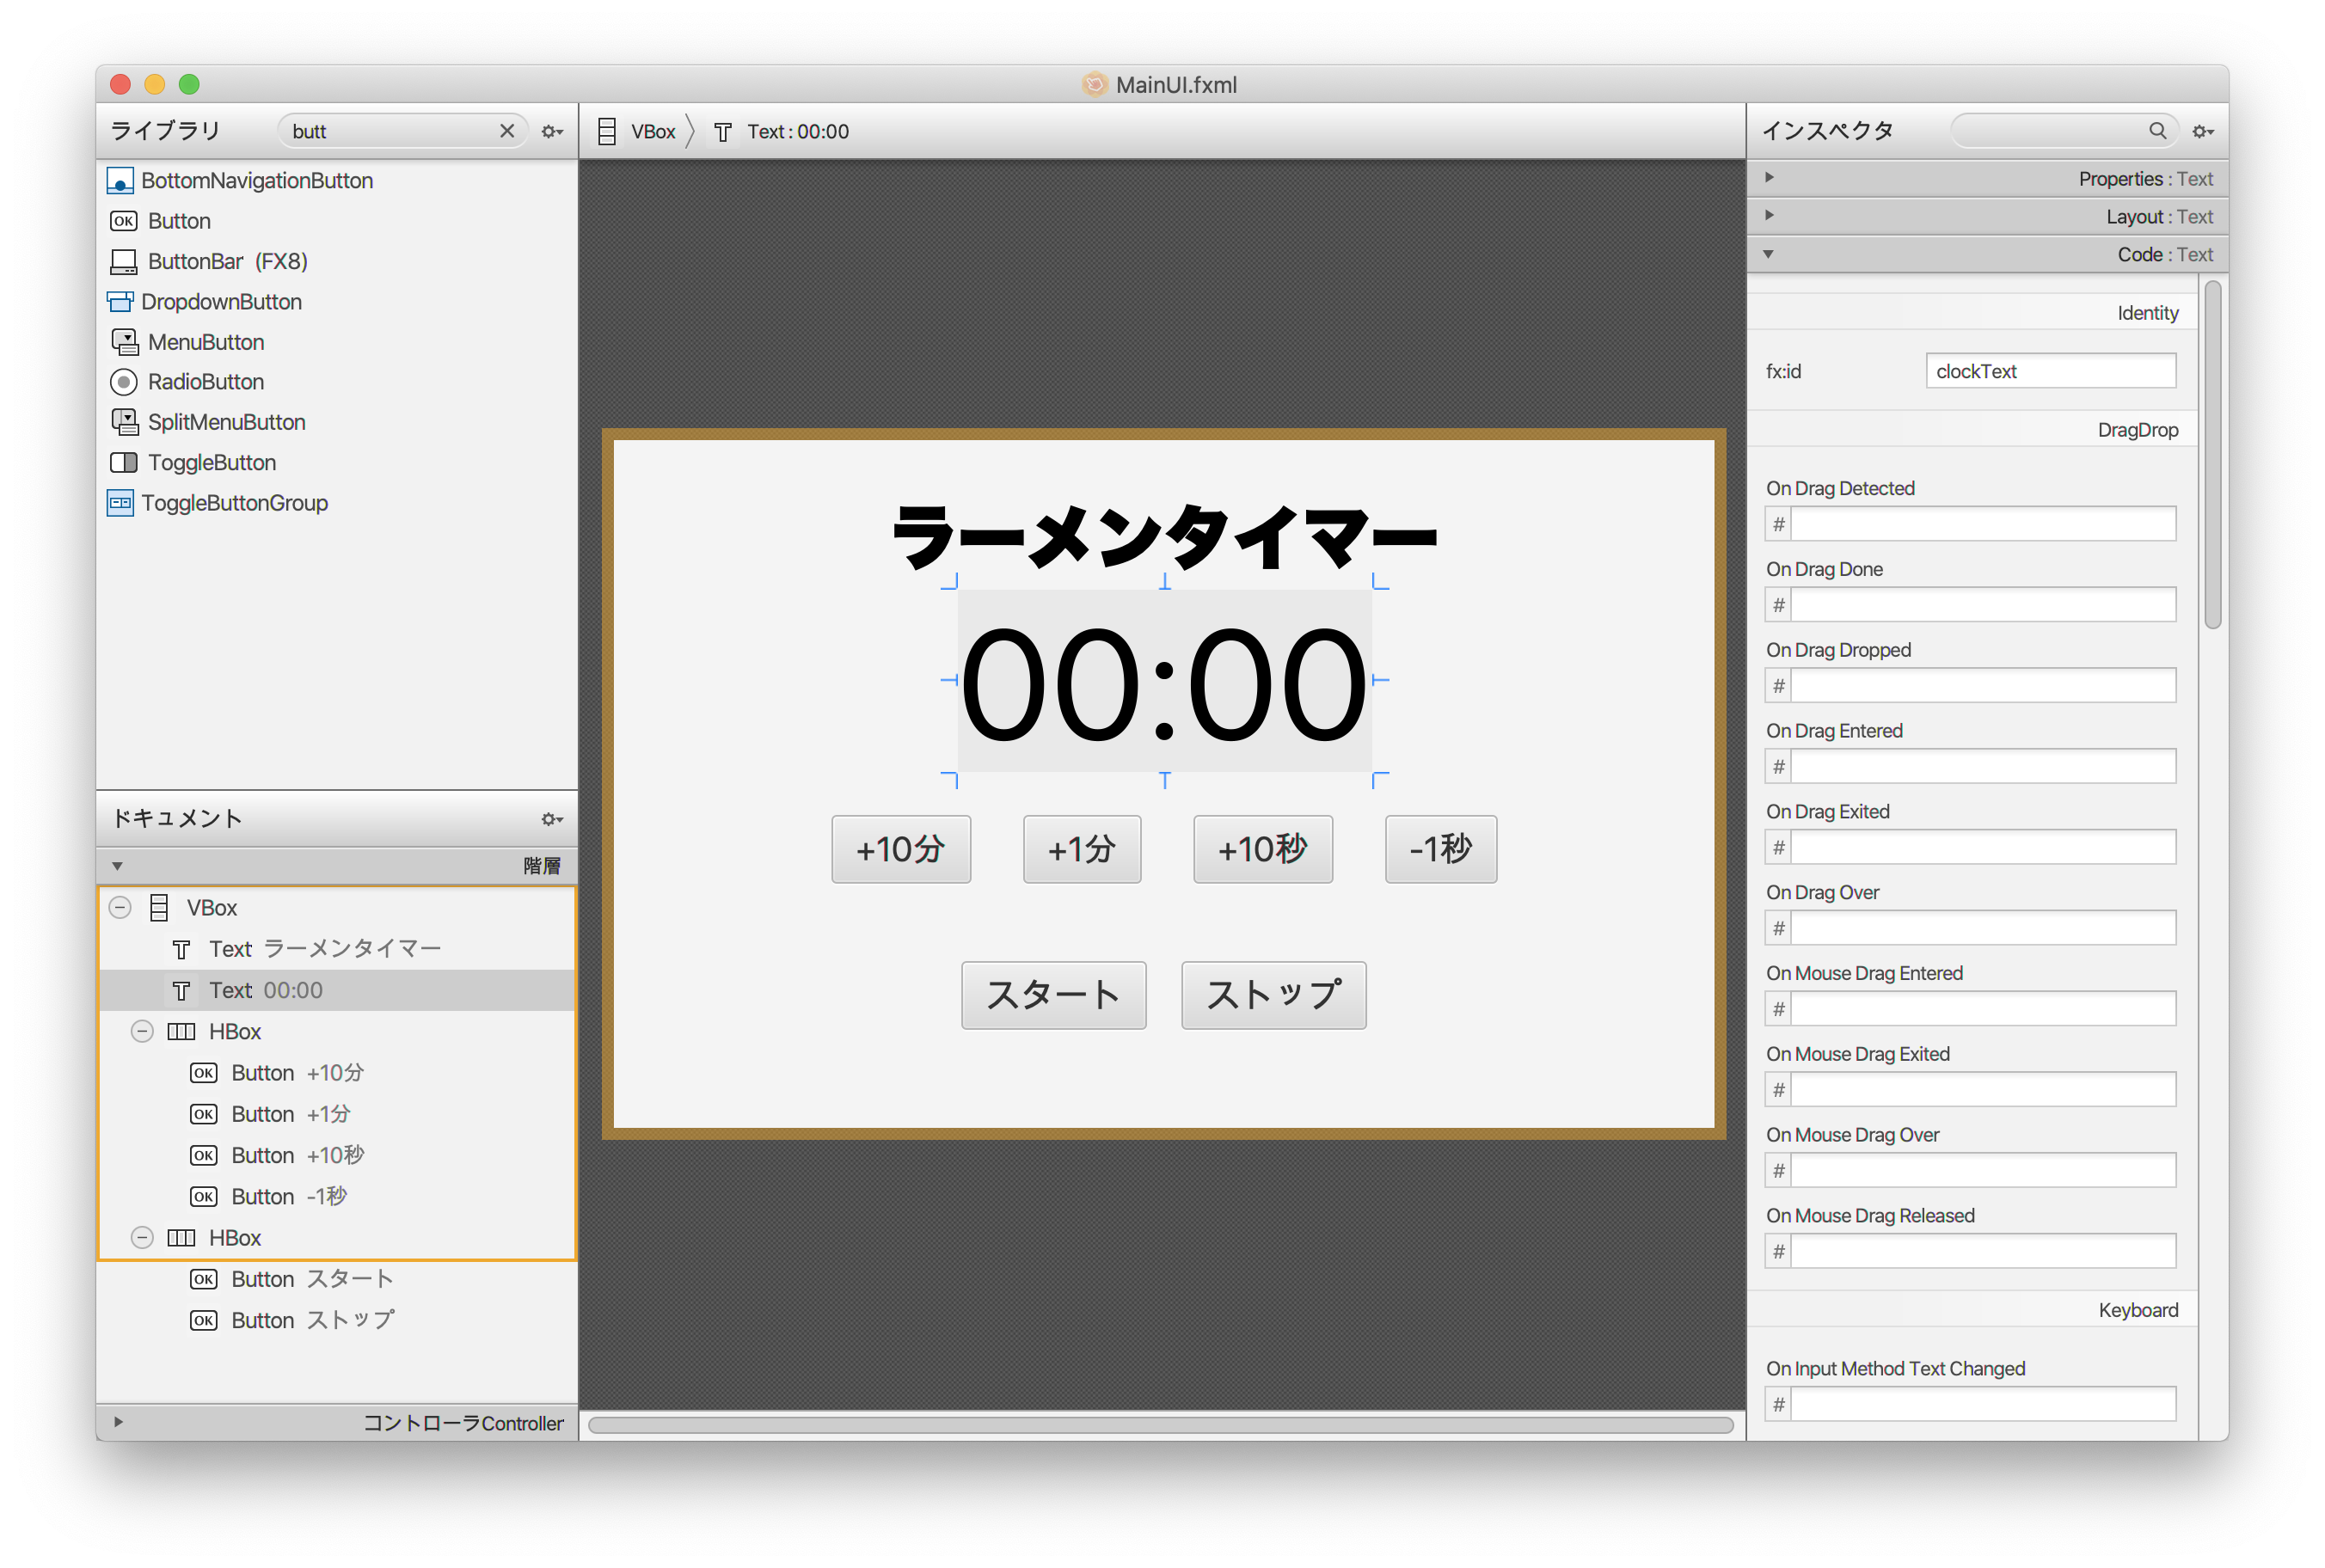 MainUI.fxml
ライブラリ butt
BottomNavigationButton
OK Button
ButtonBar (FX8)
DropdownButton
MenuButton
RadioButton
SplitMenuButton
ToggleButton
ToggleButtonGroup
ドキュメント
階層
VBox
T Text ラーメンタイマー
T Text 00:00
HBox
OK Button +10分
OK Button +1分
OK Button +10秒
OK Button -1秒
HBox
OK Button スタート
OK Button ストップ
コントローラController
VBox T Text : 00:00
ラーメンタイマー
00:00
+10分 +1分 +10秒 -1秒
スタート ストップ
インスペクタ
Properties : Text
Layout : Text
Code : Text
Identity
fx:id clockText
DragDrop
On Drag Detected
#
On Drag Done
#
On Drag Dropped
#
On Drag Entered
#
On Drag Exited
#
On Drag Over
#
On Mouse Drag Entered
#
On Mouse Drag Exited
#
On Mouse Drag Over
#
On Mouse Drag Released
#
Keyboard
On Input Method Text Changed
#